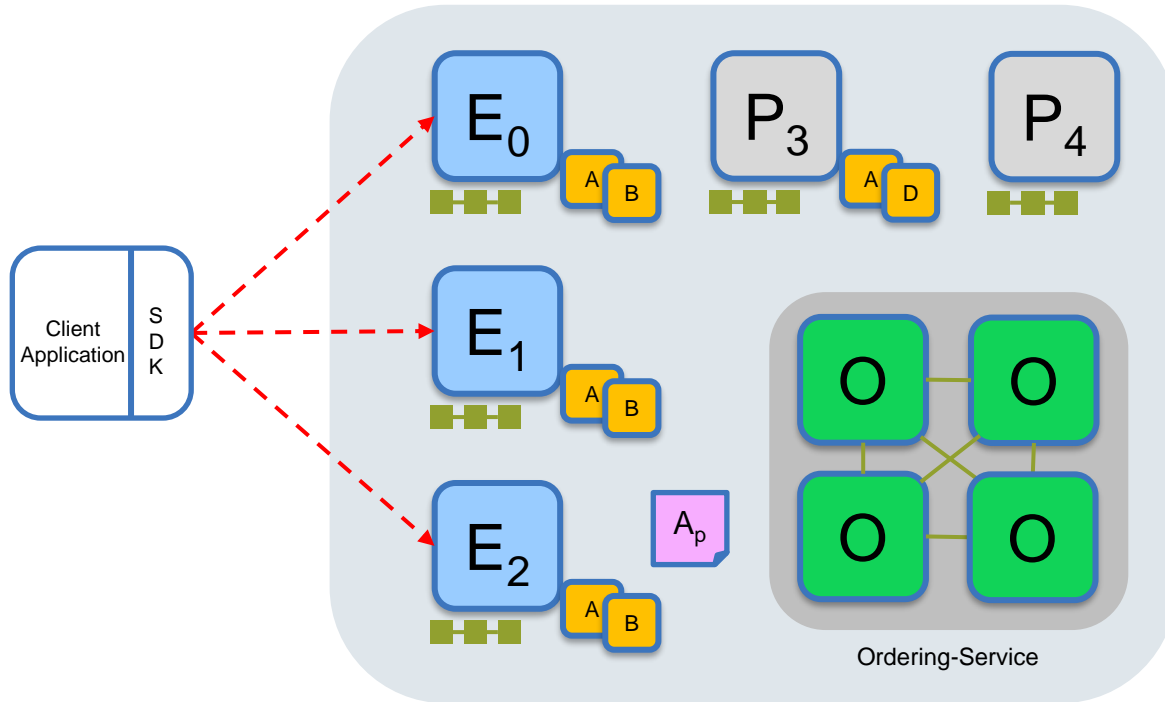 E0
A
B
P3
A
D
P4
Client
Application
S
D
K
E1
A
B
E2
A
B
Ap
O
O
O
O
Ordering-Service